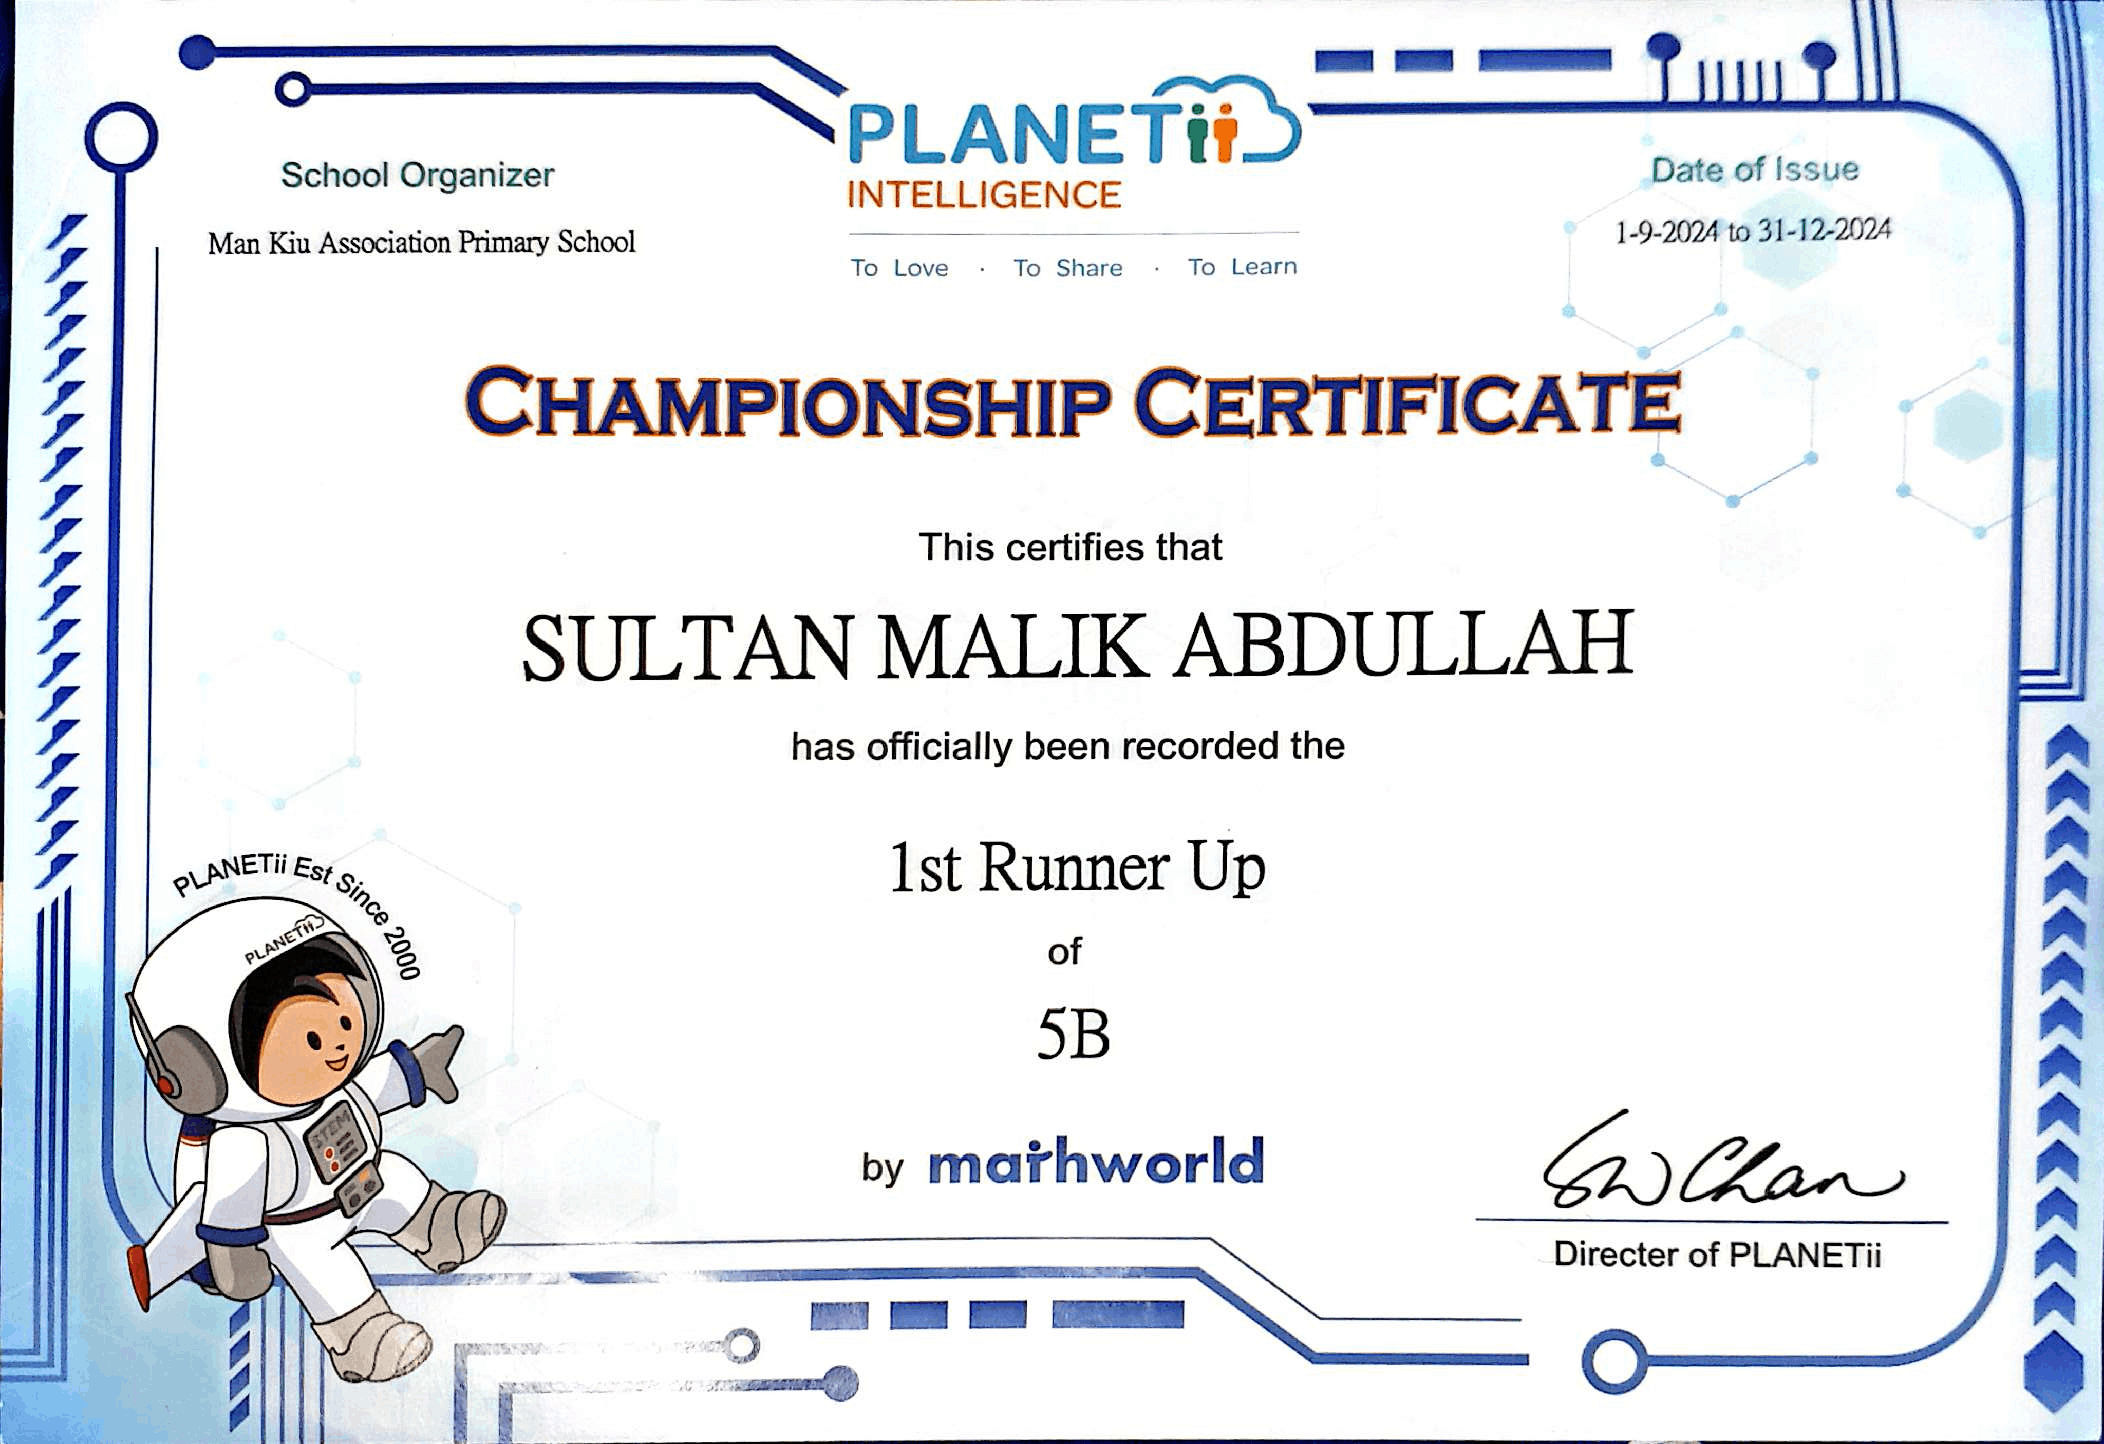 PLANETii
INTELLIGENCE
To Love · To Share · To Learn
School Organizer
Man Kiu Association Primary School
Date of Issue
1-9-2024 to 31-12-2024
CHAMPIONSHIP CERTIFICATE
This certifies that
SULTAN MALIK ABDULLAH
has officially been recorded the
1st Runner Up
of
5B
by mathworld
PLANETii Est Since 2000
PLANETii
STEM
SW Chan
Directer of PLANETii